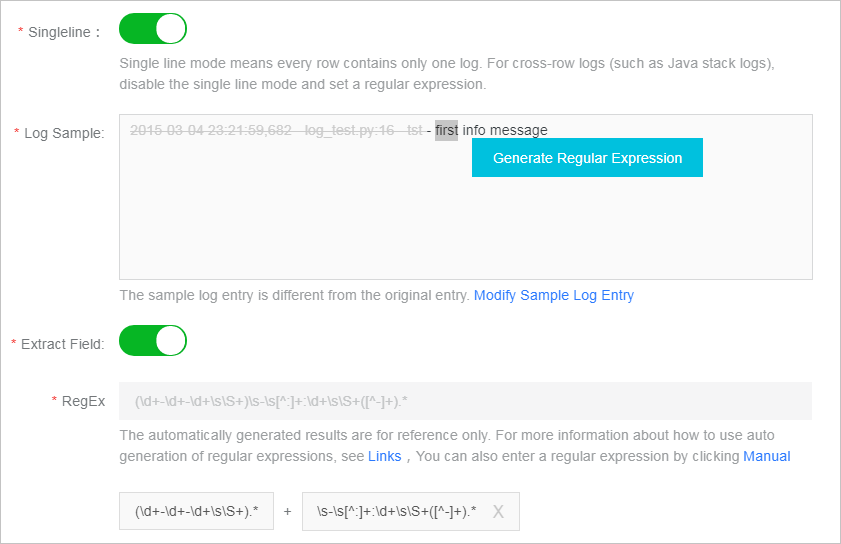 * Singleline :
Single line mode means every row contains only one log. For cross-row logs (such as Java stack logs),
disable the single line mode and set a regular expression.
* Log Sample:
2015-03-04 23:21:59,682 - log_test.py:16 - tst - first info message
Generate Regular Expression
The sample log entry is different from the original entry. Modify Sample Log Entry
* Extract Field:
* RegEx
(\d+-\d+-\d+\s\S+)\s-\s[^:]+:\d+\s\S+([^-]+).*
The automatically generated results are for reference only. For more information about how to use auto
generation of regular expressions, see Links , You can also enter a regular expression by clicking Manual
(\d+-\d+-\d+\s\S+).* + \s-\s[^:]+:\d+\s\S+([^-]+).* X